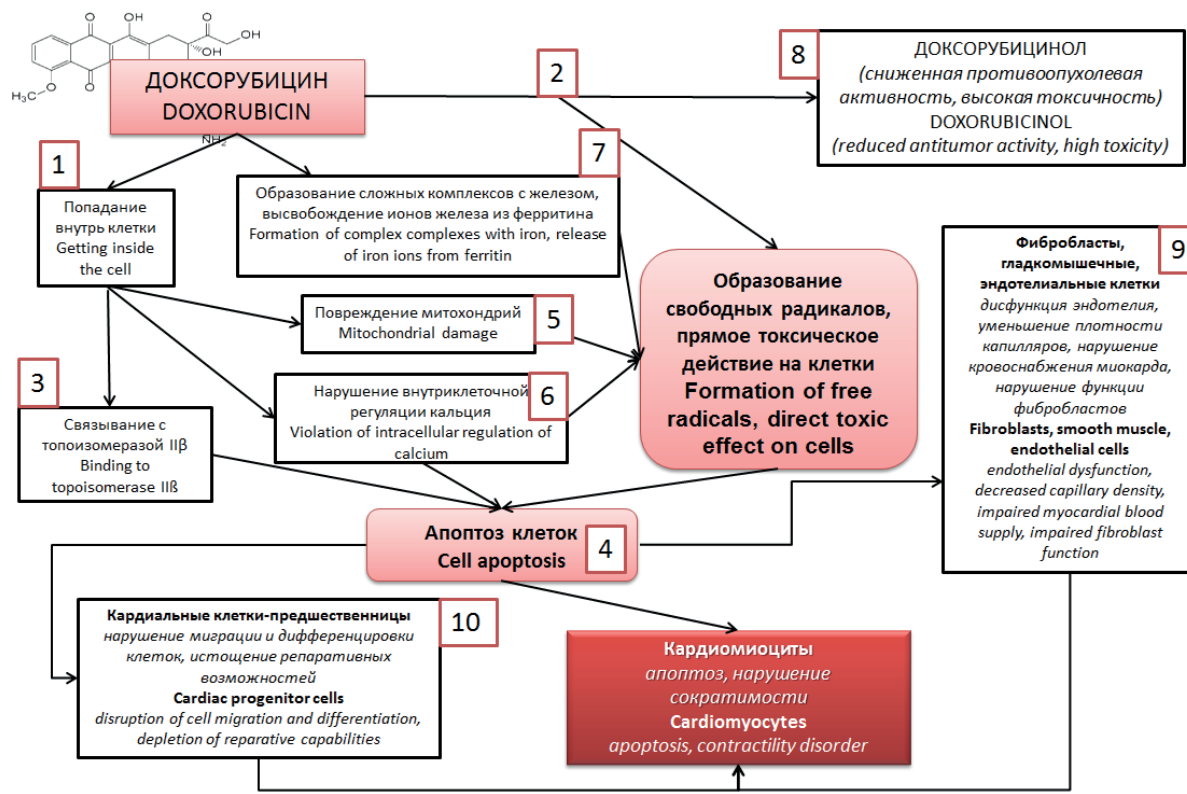 OH
O
O
OH
OH
O
O
H₃C
NH₂
ДОКСОРУБИЦИН
DOXORUBICIN
2
8
ДОКСОРУБИЦИНОЛ
(сниженная противоопухолевая
активность, высокая токсичность)
DOXORUBICINOL
(reduced antitumor activity, high toxicity)
1
Попадание
внутрь клетки
Getting inside
the cell
7
Образование сложных комплексов с железом,
высвобождение ионов железа из ферритина
Formation of complex complexes with iron, release
of iron ions from ferritin
5
Повреждение митохондрий
Mitochondrial damage
6
Нарушение внутриклеточной
регуляции кальция
Violation of intracellular regulation of
calcium
3
Связывание с
топоизомеразой IIβ
Binding to
topoisomerase IIß
Образование
свободных радикалов,
прямое токсическое
действие на клетки
Formation of free
radicals, direct toxic
effect on cells
9
Фибробласты,
гладкомышечные,
эндотелиальные клетки
дисфункция эндотелия,
уменьшение плотности
капилляров, нарушение
кровоснабжения миокарда,
нарушение функции
фибробластов
Fibroblasts, smooth muscle,
endothelial cells
endothelial dysfunction,
decreased capillary density,
impaired myocardial blood
supply, impaired fibroblast
function
Апоптоз клеток
Cell apoptosis
4
10
Кардиальные клетки-предшественницы
нарушение миграции и дифференцировки
клеток, истощение репаративных
возможностей
Cardiac progenitor cells
disruption of cell migration and differentiation,
depletion of reparative capabilities
Кардиомиоциты
апоптоз, нарушение
сократимости
Cardiomyocytes
apoptosis, contractility disorder